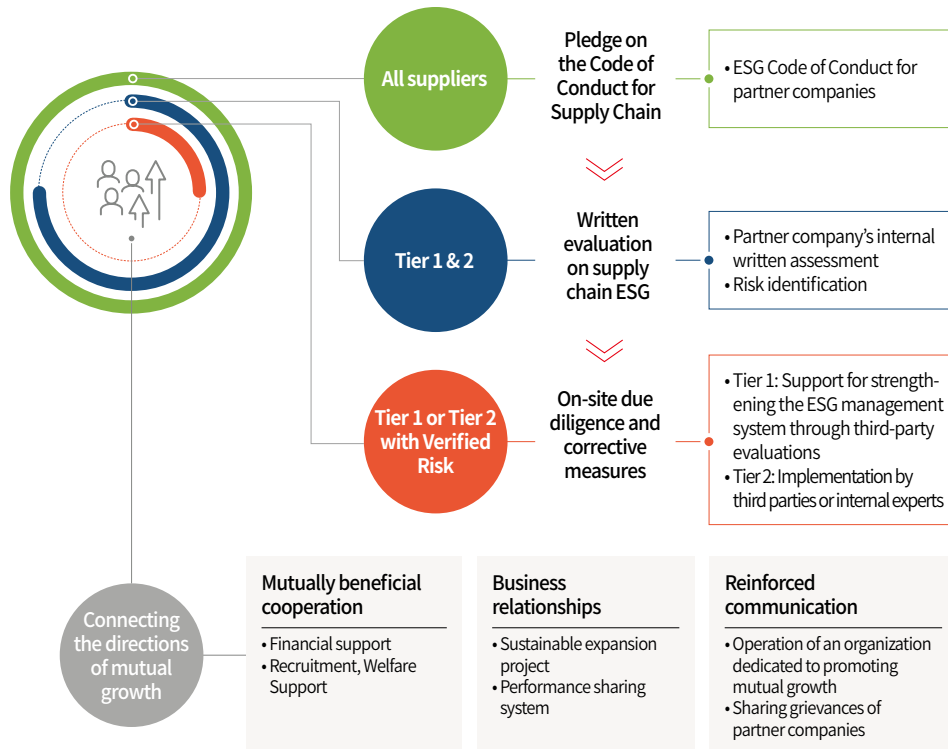 All suppliers
Pledge on
the Code of
Conduct for
Supply Chain
• ESG Code of Conduct for
partner companies
Tier 1 & 2
Written
evaluation
on supply
chain ESG
• Partner company's internal
written assessment
• Risk identification
Tier 1 or Tier 2
with Verified
Risk
On-site due
diligence and
corrective
measures
• Tier 1: Support for strength-
ening the ESG management
system through third-party
evaluations
• Tier 2: Implementation by
third parties or internal experts
Connecting
the directions
of mutual
growth
Mutually beneficial
cooperation
• Financial support
• Recruitment, Welfare
Support
Business
relationships
• Sustainable expansion
project
• Performance sharing
system
Reinforced
communication
• Operation of an organization
dedicated to promoting
mutual growth
• Sharing grievances of
partner companies